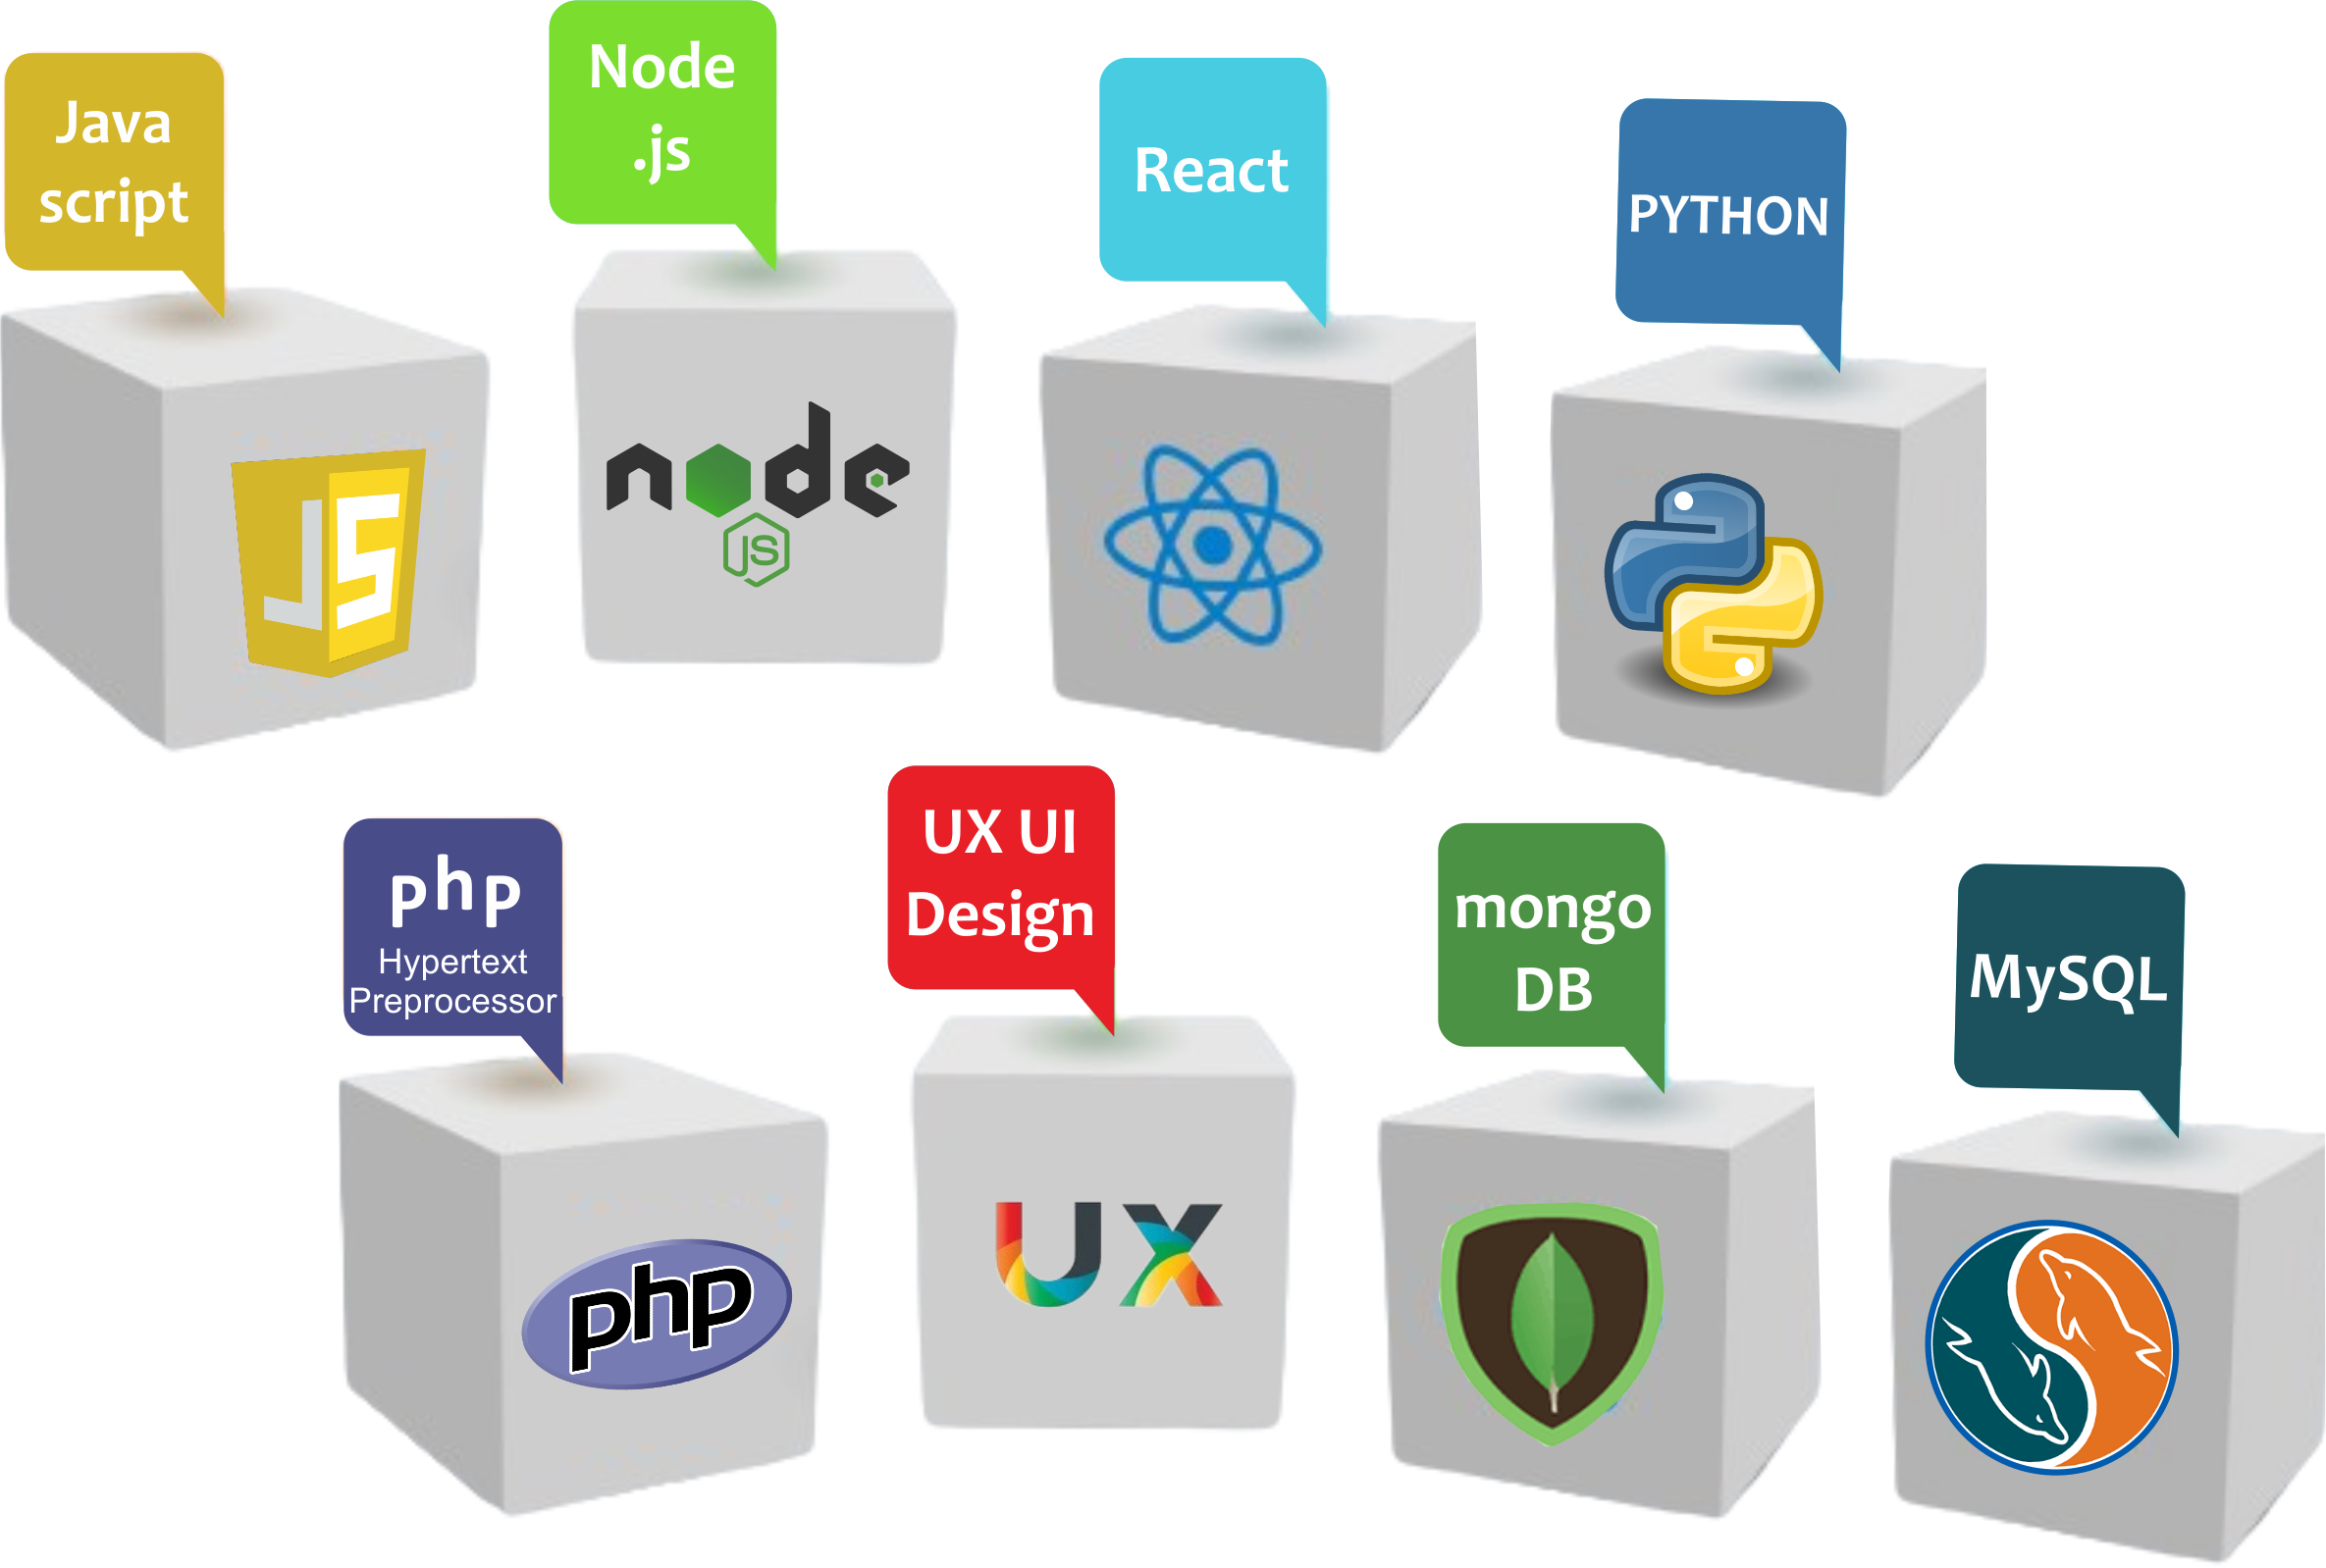 Java
script
Node
.js
React
PYTHON
JS
node
JS
php
Hypertext
Preprocessor
UX UI
Design
mongo
DB
MySQL
php
UX